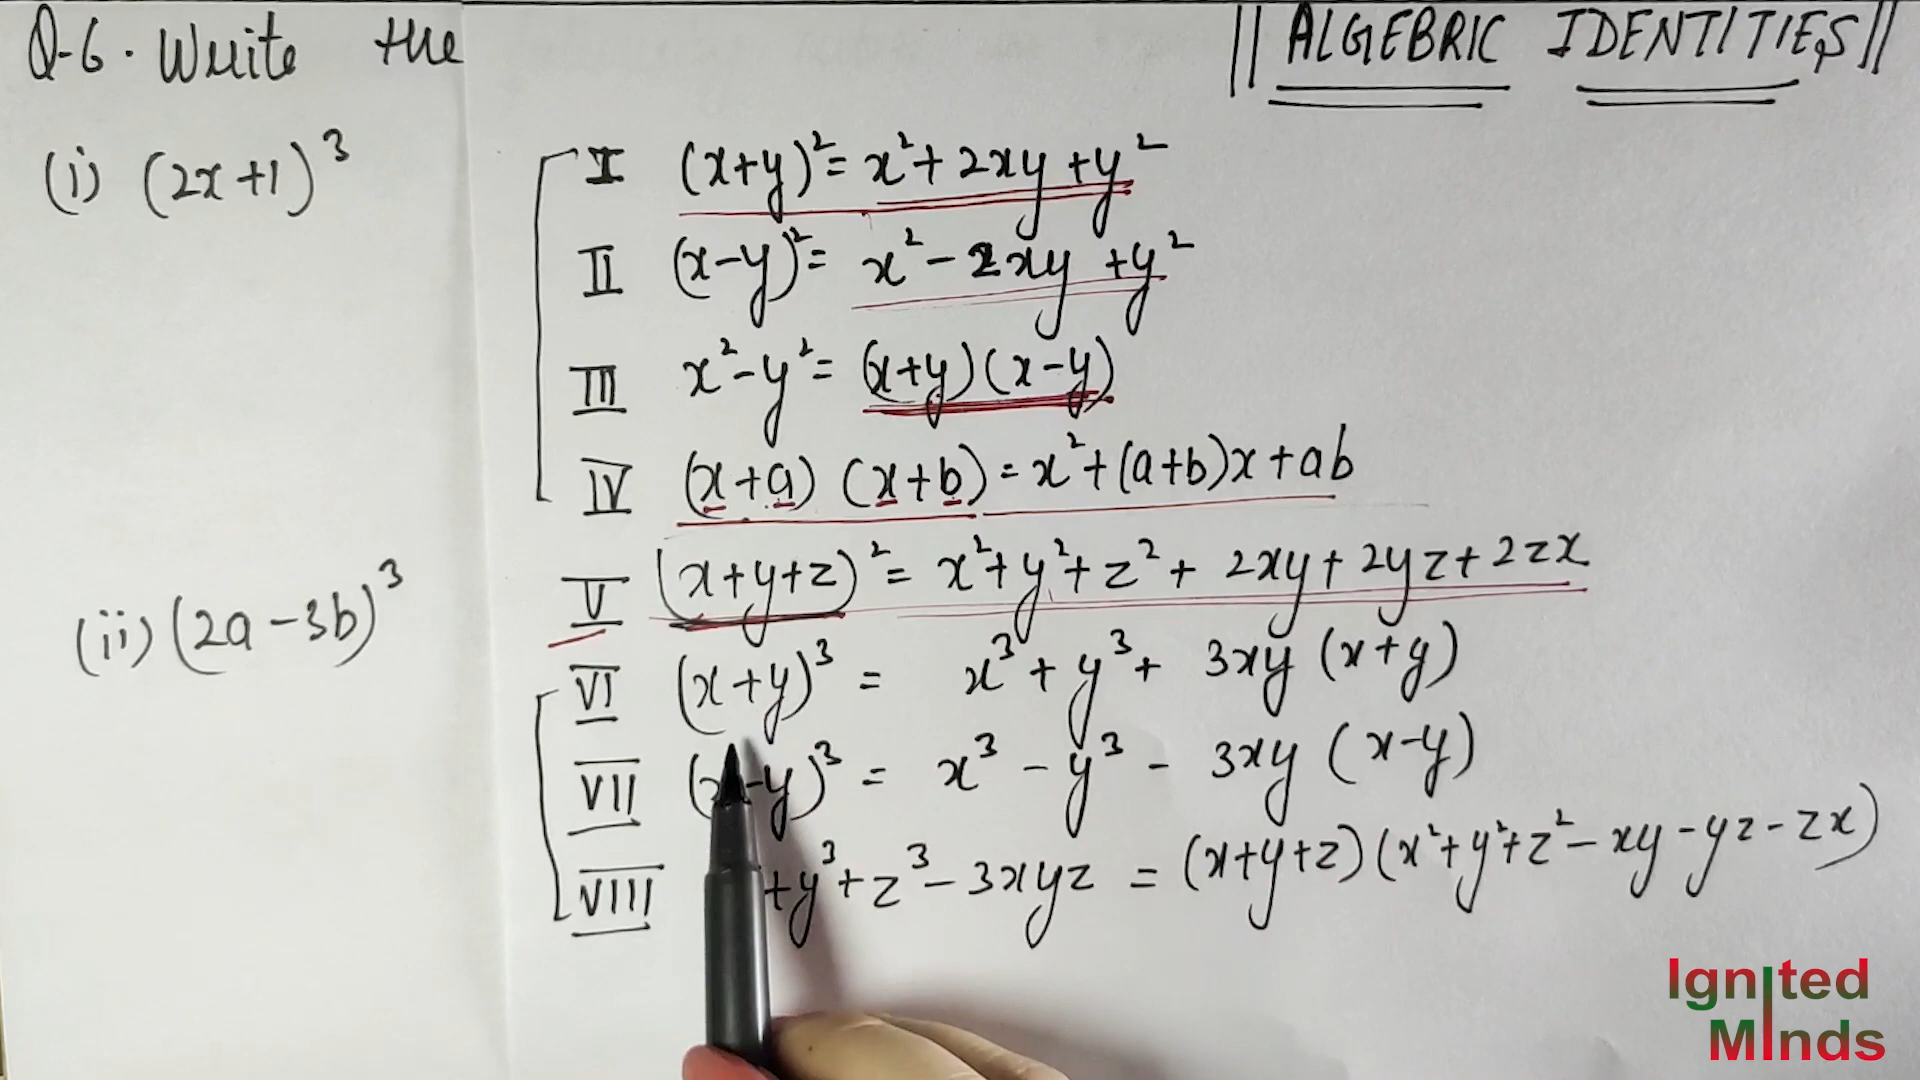 Q-6. Write the
(i) (2x+1)³
(ii) (2a-3b)³
|| ALGEBRIC IDENTITIES ||
I (x+y)² = x² + 2xy + y²
II (x-y)² = x² - 2xy + y²
III x² - y² = (x+y)(x-y)
IV (x+a) (x+b) = x² + (a+b)x + ab
V (x+y+z)² = x² + y² + z² + 2xy + 2yz + 2zx
VI (x+y)³ = x³ + y³ + 3xy (x+y)
VII (x-y)³ = x³ - y³ - 3xy (x-y)
VIII +y³ + z³ - 3xyz = (x+y+z)(x²+y²+z²-xy-yz-zx)
Ignited
Minds